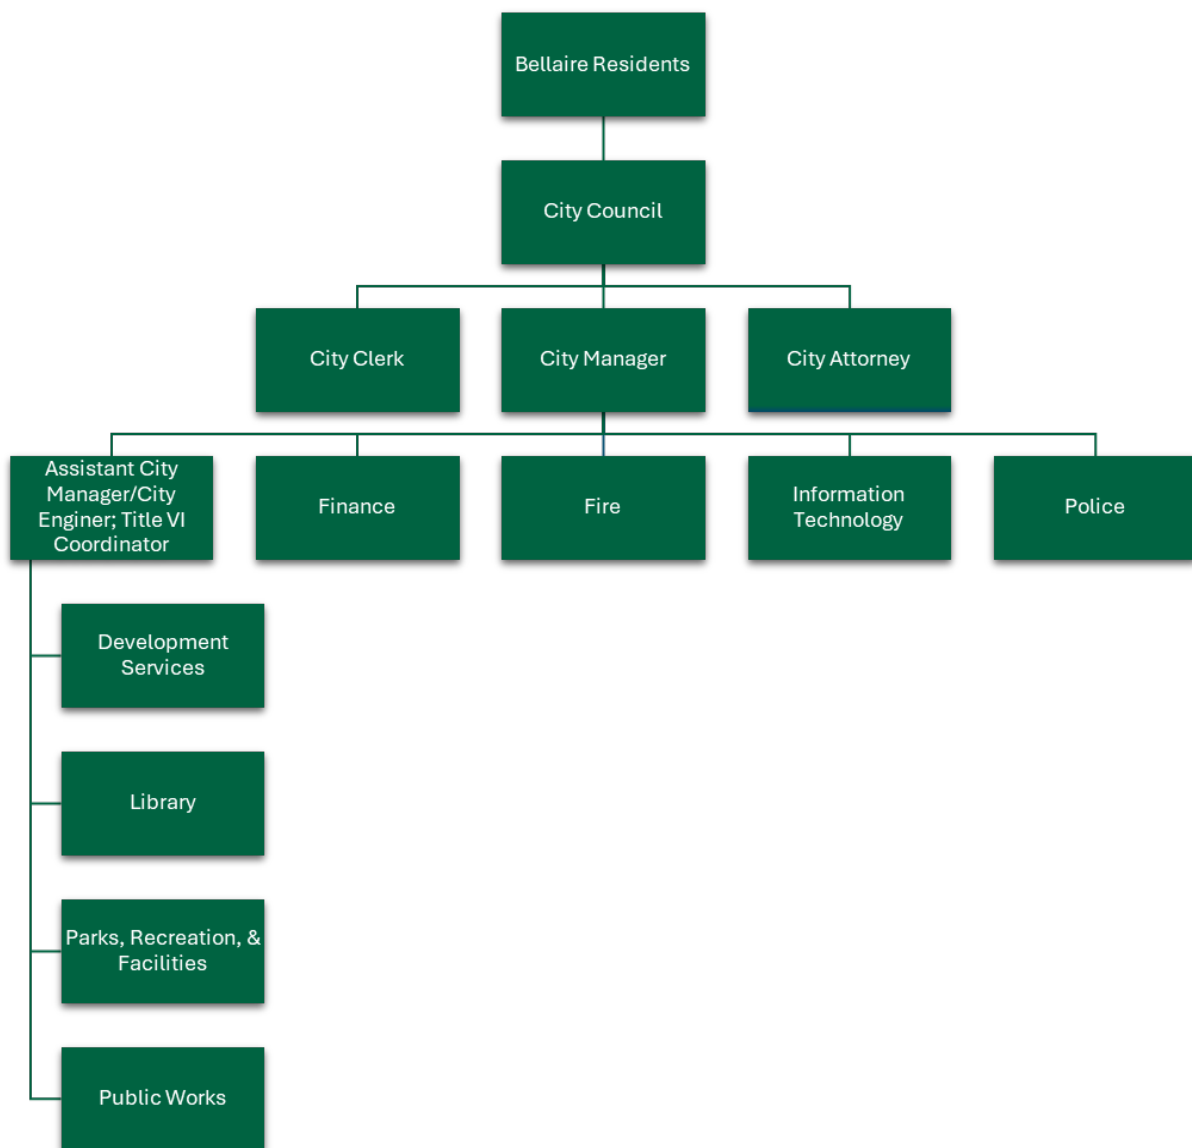 Bellaire Residents
City Council
City Clerk
City Manager
City Attorney
Assistant City
Manager/City
Enginer; Title VI
Coordinator
Finance
Fire
Information
Technology
Police
Development
Services
Library
Parks, Recreation, &
Facilities
Public Works